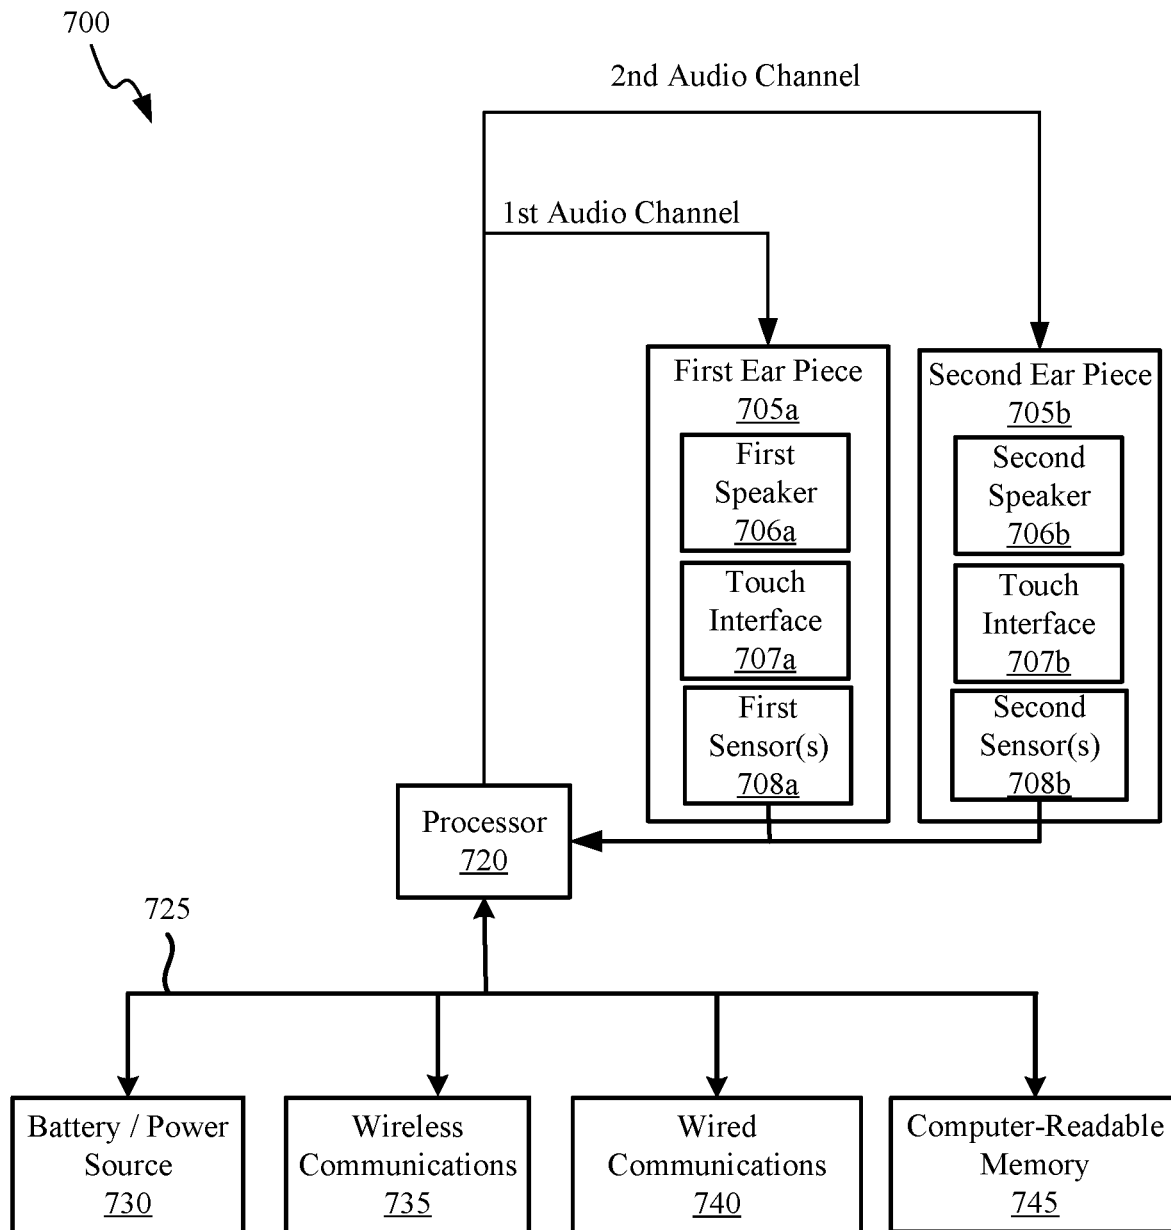 700
2nd Audio Channel
1st Audio Channel
First Ear Piece
705a
First
Speaker
706a
Touch
Interface
707a
First
Sensor(s)
708a
Second Ear Piece
705b
Second
Speaker
706b
Touch
Interface
707b
Second
Sensor(s)
708b
Processor
720
725
Battery / Power
Source
730
Wireless
Communications
735
Wired
Communications
740
Computer-Readable
Memory
745